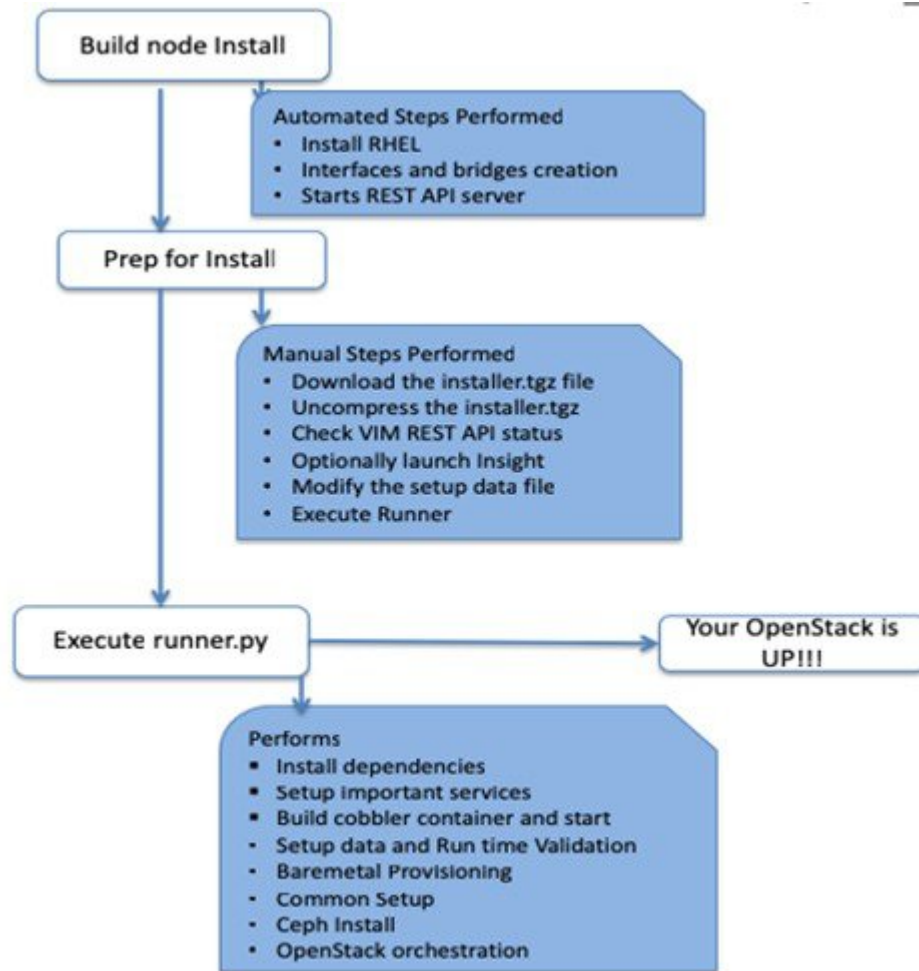 Build node Install
Automated Steps Performed
• Install RHEL
• Interfaces and bridges creation
• Starts REST API server
Prep for Install
Manual Steps Performed
• Download the installer.tgz file
• Uncompress the installer.tgz
• Check VIM REST API status
• Optionally launch Insight
• Modify the setup data file
• Execute Runner
Execute runner.py
Your OpenStack is
UP!!!
Performs
▪ Install dependencies
▪ Setup important services
▪ Build cobbler container and start
- Setup data and Run time Validation
- Baremetal Provisioning
- Common Setup
- Ceph Install
- OpenStack orchestration